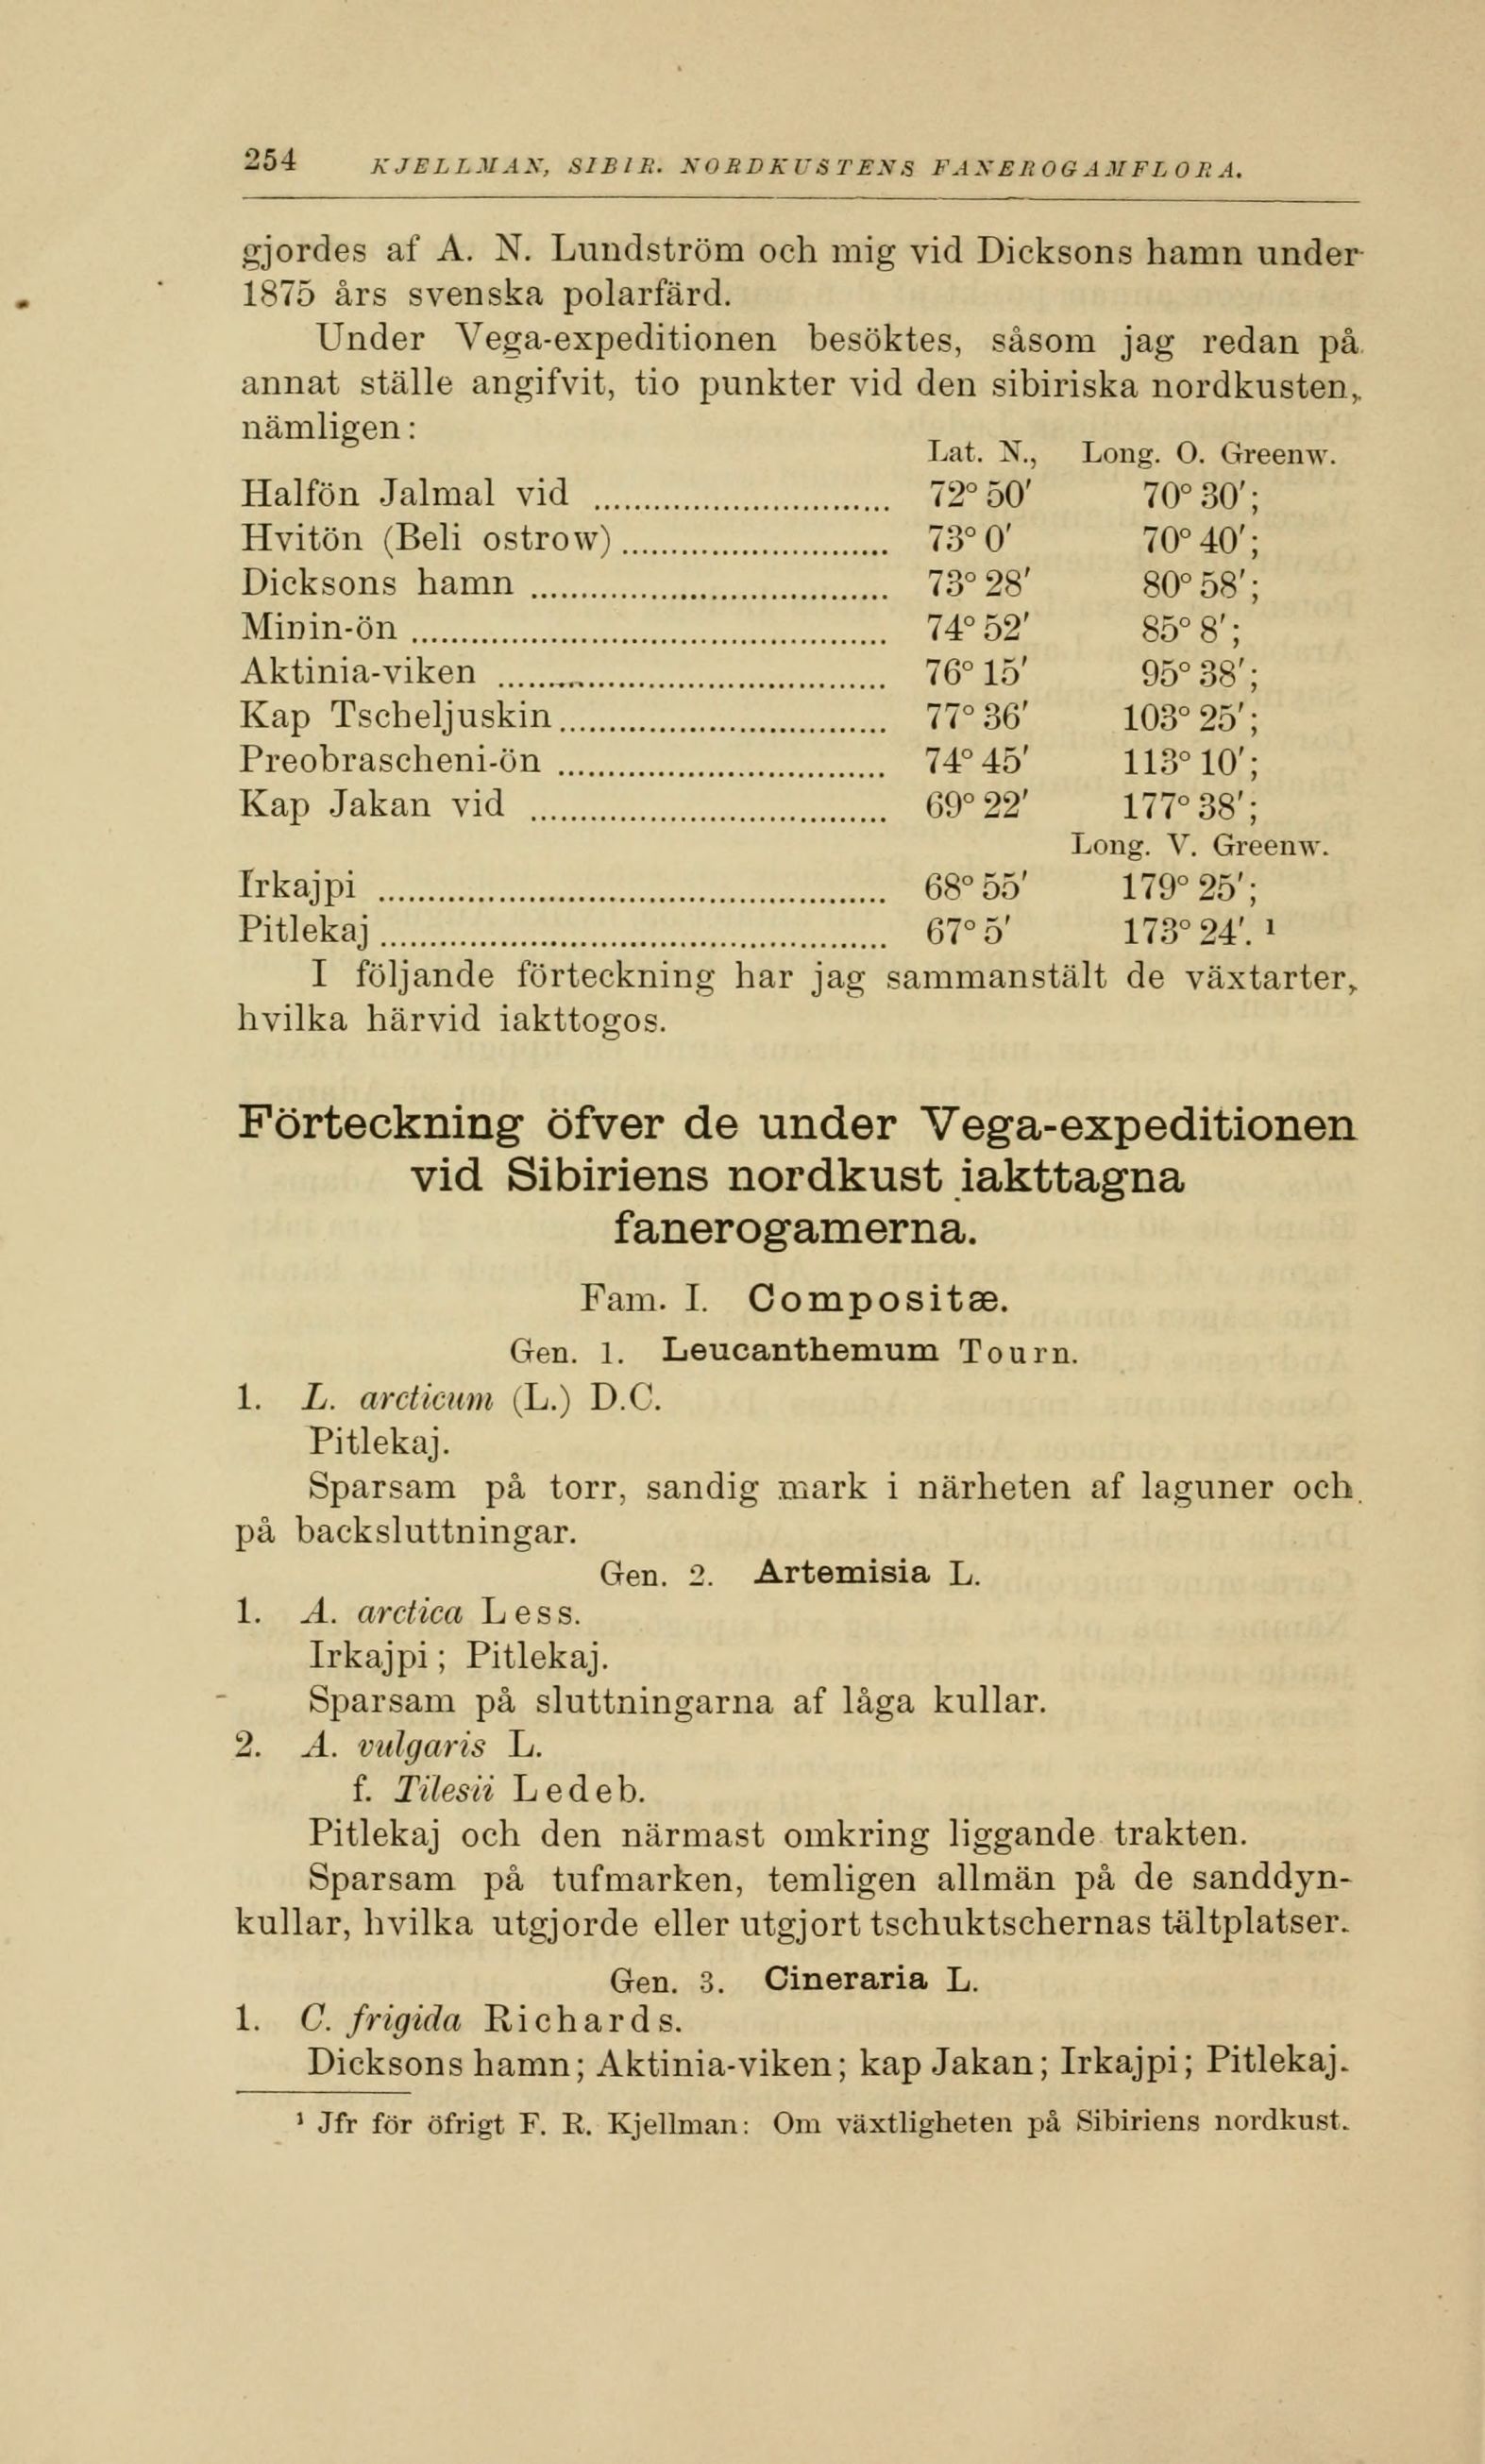 254 KJELLMAN, SIBIR. NORDKUSTENS FANEROGAMFLORA.
gjordes af A. N. Lundström och mig vid Dicksons hamn under
1875 års svenska polarfärd.
Under Vega-expeditionen besöktes, såsom jag redan på
annat ställe angifvit, tio punkter vid den sibiriska nordkusten,
nämligen:
Lat. N., Long. O. Greenw.
Halfön Jalmal vid .............................. 72° 50' 70° 30';
Hvitön (Beli ostrow) .............................. 73° 0' 70° 40';
Dicksons hamn .............................. 73° 28' 80° 58';
Minin-ön .............................. 74° 52' 85° 8';
Aktinia-viken .............................. 76° 15' 95° 38';
Kap Tscheljuskin .............................. 77° 36' 103° 25';
Preobrascheni-ön .............................. 74° 45' 113° 10';
Kap Jakan vid .............................. 69° 22' 177° 38';
Long. V. Greenw.
Irkajpi .............................. 68° 55' 179° 25';
Pitlekaj .............................. 67° 5' 173° 24'. ¹
I följande förteckning har jag sammanstält de växtarter,
hvilka härvid iakttogos.
Förteckning öfver de under Vega-expeditionen
vid Sibiriens nordkust iakttagna
fanerogamerna.
Fam. I. Compositæ.
Gen. 1. Leucanthemum Tourn.
1. L. arcticum (L.) D.C.
Pitlekaj.
Sparsam på torr, sandig mark i närheten af laguner och
på backsluttningar.
Gen. 2. Artemisia L.
1. A. arctica Less.
Irkajpi; Pitlekaj.
Sparsam på sluttningarna af låga kullar.
2. A. vulgaris L.
f. Tilesii Ledeb.
Pitlekaj och den närmast omkring liggande trakten.
Sparsam på tufmarken, temligen allmän på de sanddyn-
kullar, hvilka utgjorde eller utgjort tschuktschernas tältplatser.
Gen. 3. Cineraria L.
1. C. frigida Richards.
Dicksons hamn; Aktinia-viken; kap Jakan; Irkajpi; Pitlekaj.
¹ Jfr för öfrigt F. R. Kjellman: Om växtligheten på Sibiriens nordkust.